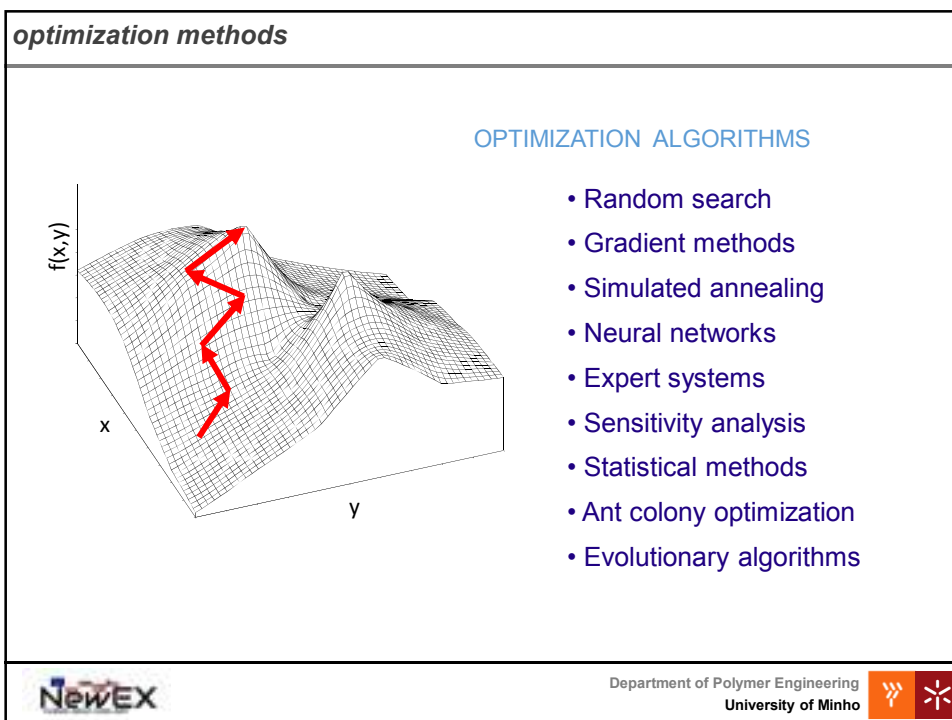 optimization methods
OPTIMIZATION ALGORITHMS
f(x,y)
x
y
• Random search
• Gradient methods
• Simulated annealing
• Neural networks
• Expert systems
• Sensitivity analysis
• Statistical methods
• Ant colony optimization
• Evolutionary algorithms
NewEX
Department of Polymer Engineering
University of Minho